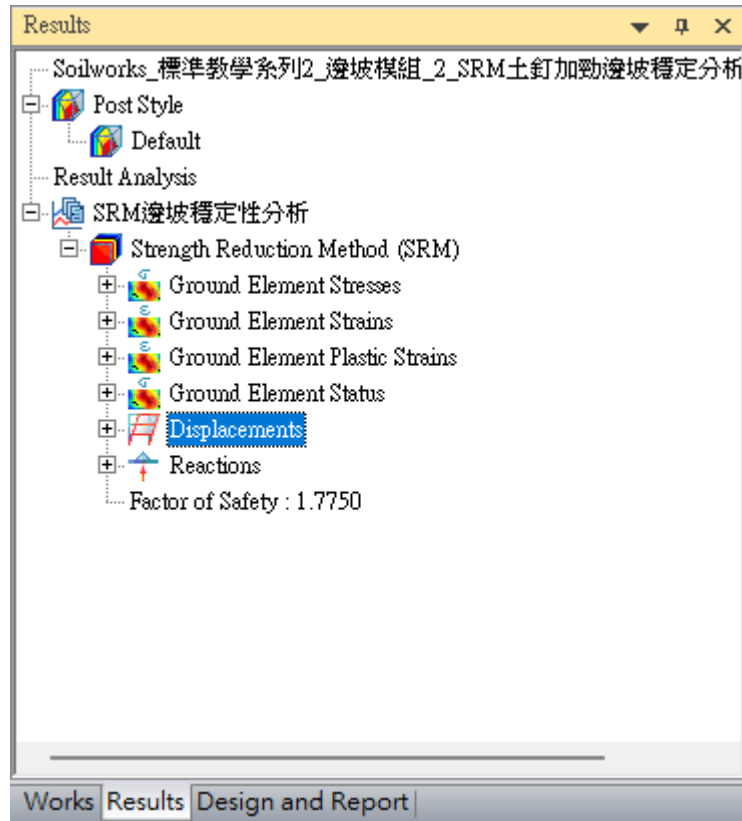 Results
Soilworks_標準教學系列2_邊坡模組_2_SRM土釘加勁邊坡穩定分析
Post Style
Default
Result Analysis
SRM邊坡穩定性分析
Strength Reduction Method (SRM)
Ground Element Stresses
Ground Element Strains
Ground Element Plastic Strains
Ground Element Status
Displacements
Reactions
Factor of Safety : 1.7750
Works Results Design and Report